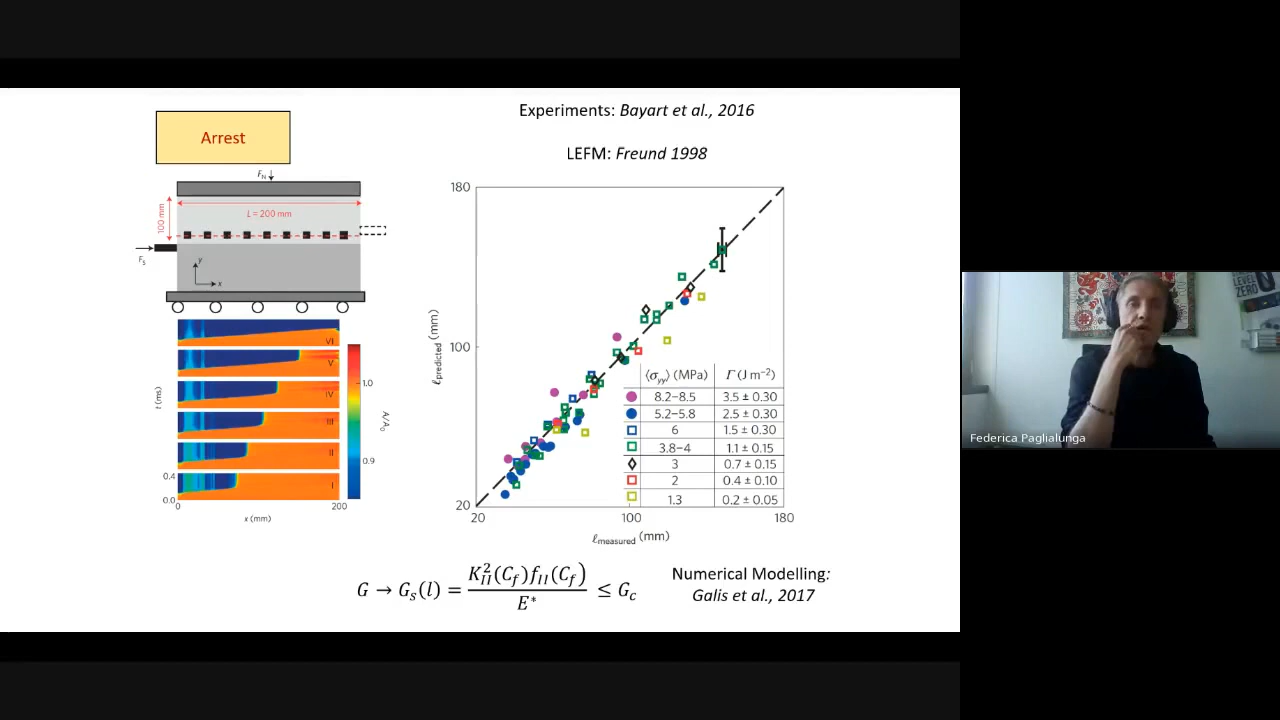 Experiments: Bayart et al., 2016
Arrest
LEFM: Freund 1998
F_N
L = 200 mm
100 mm
F_S
y
x
VI
V
IV
III
II
I
t (ms)
0.4
0.0
0
200
x (mm)
1.0
0.9
A/A₀
180
100
20
ℓ_predicted (mm)
20
100
180
ℓ_measured (mm)
⟨σ_yy⟩ (MPa) Γ (J m⁻²)
8.2–8.5 3.5 ± 0.30
5.2–5.8 2.5 ± 0.30
6 1.5 ± 0.30
3.8–4 1.1 ± 0.15
3 0.7 ± 0.15
2 0.4 ± 0.10
1.3 0.2 ± 0.05
G → G_s(l) = K_II²(C_f) f_II(C_f) / E* ≤ G_c
Numerical Modelling:
Galis et al., 2017
LEVEL
ZERO
Federica Paglialunga